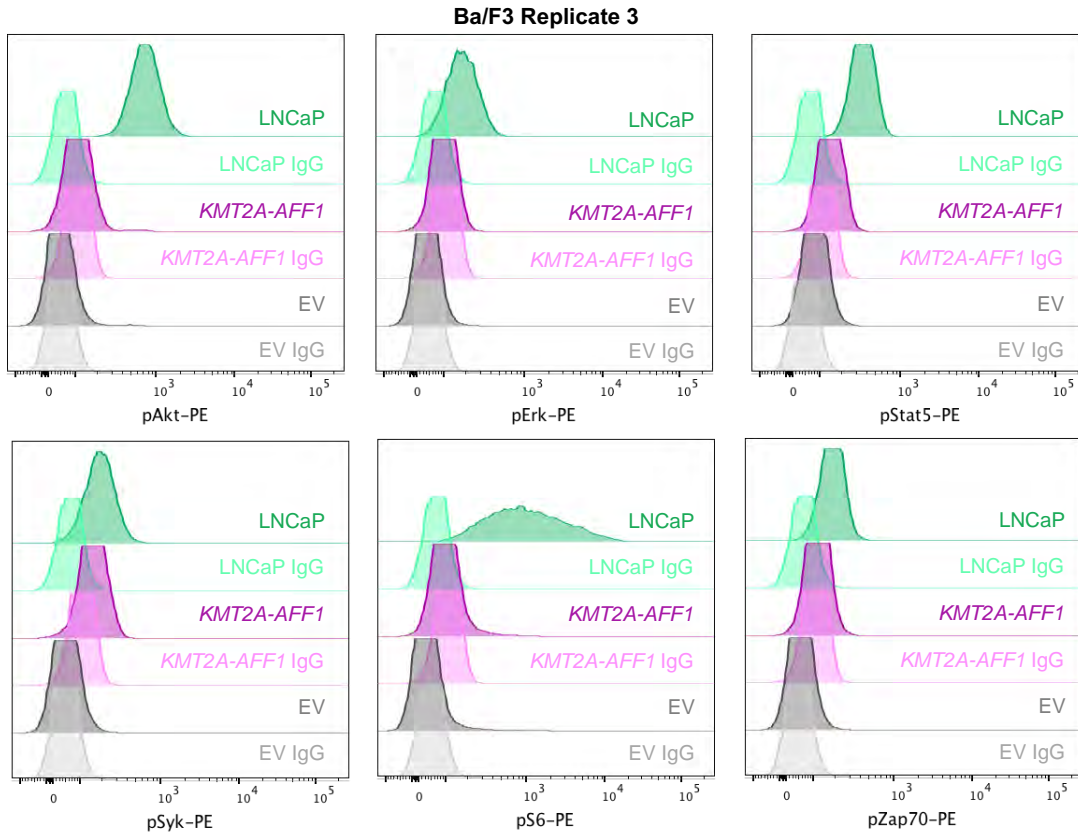 Ba/F3 Replicate 3
LNCaP
LNCaP IgG
KMT2A-AFF1
KMT2A-AFF1 IgG
EV
EV IgG
0 10³ 10⁴ 10⁵
pAkt-PE
LNCaP
LNCaP IgG
KMT2A-AFF1
KMT2A-AFF1 IgG
EV
EV IgG
0 10³ 10⁴ 10⁵
pErk-PE
LNCaP
LNCaP IgG
KMT2A-AFF1
KMT2A-AFF1 IgG
EV
EV IgG
0 10³ 10⁴ 10⁵
pStat5-PE
LNCaP
LNCaP IgG
KMT2A-AFF1
KMT2A-AFF1 IgG
EV
EV IgG
0 10³ 10⁴ 10⁵
pSyk-PE
LNCaP
LNCaP IgG
KMT2A-AFF1
KMT2A-AFF1 IgG
EV
EV IgG
0 10³ 10⁴ 10⁵
pS6-PE
LNCaP
LNCaP IgG
KMT2A-AFF1
KMT2A-AFF1 IgG
EV
EV IgG
0 10³ 10⁴ 10⁵
pZap70-PE